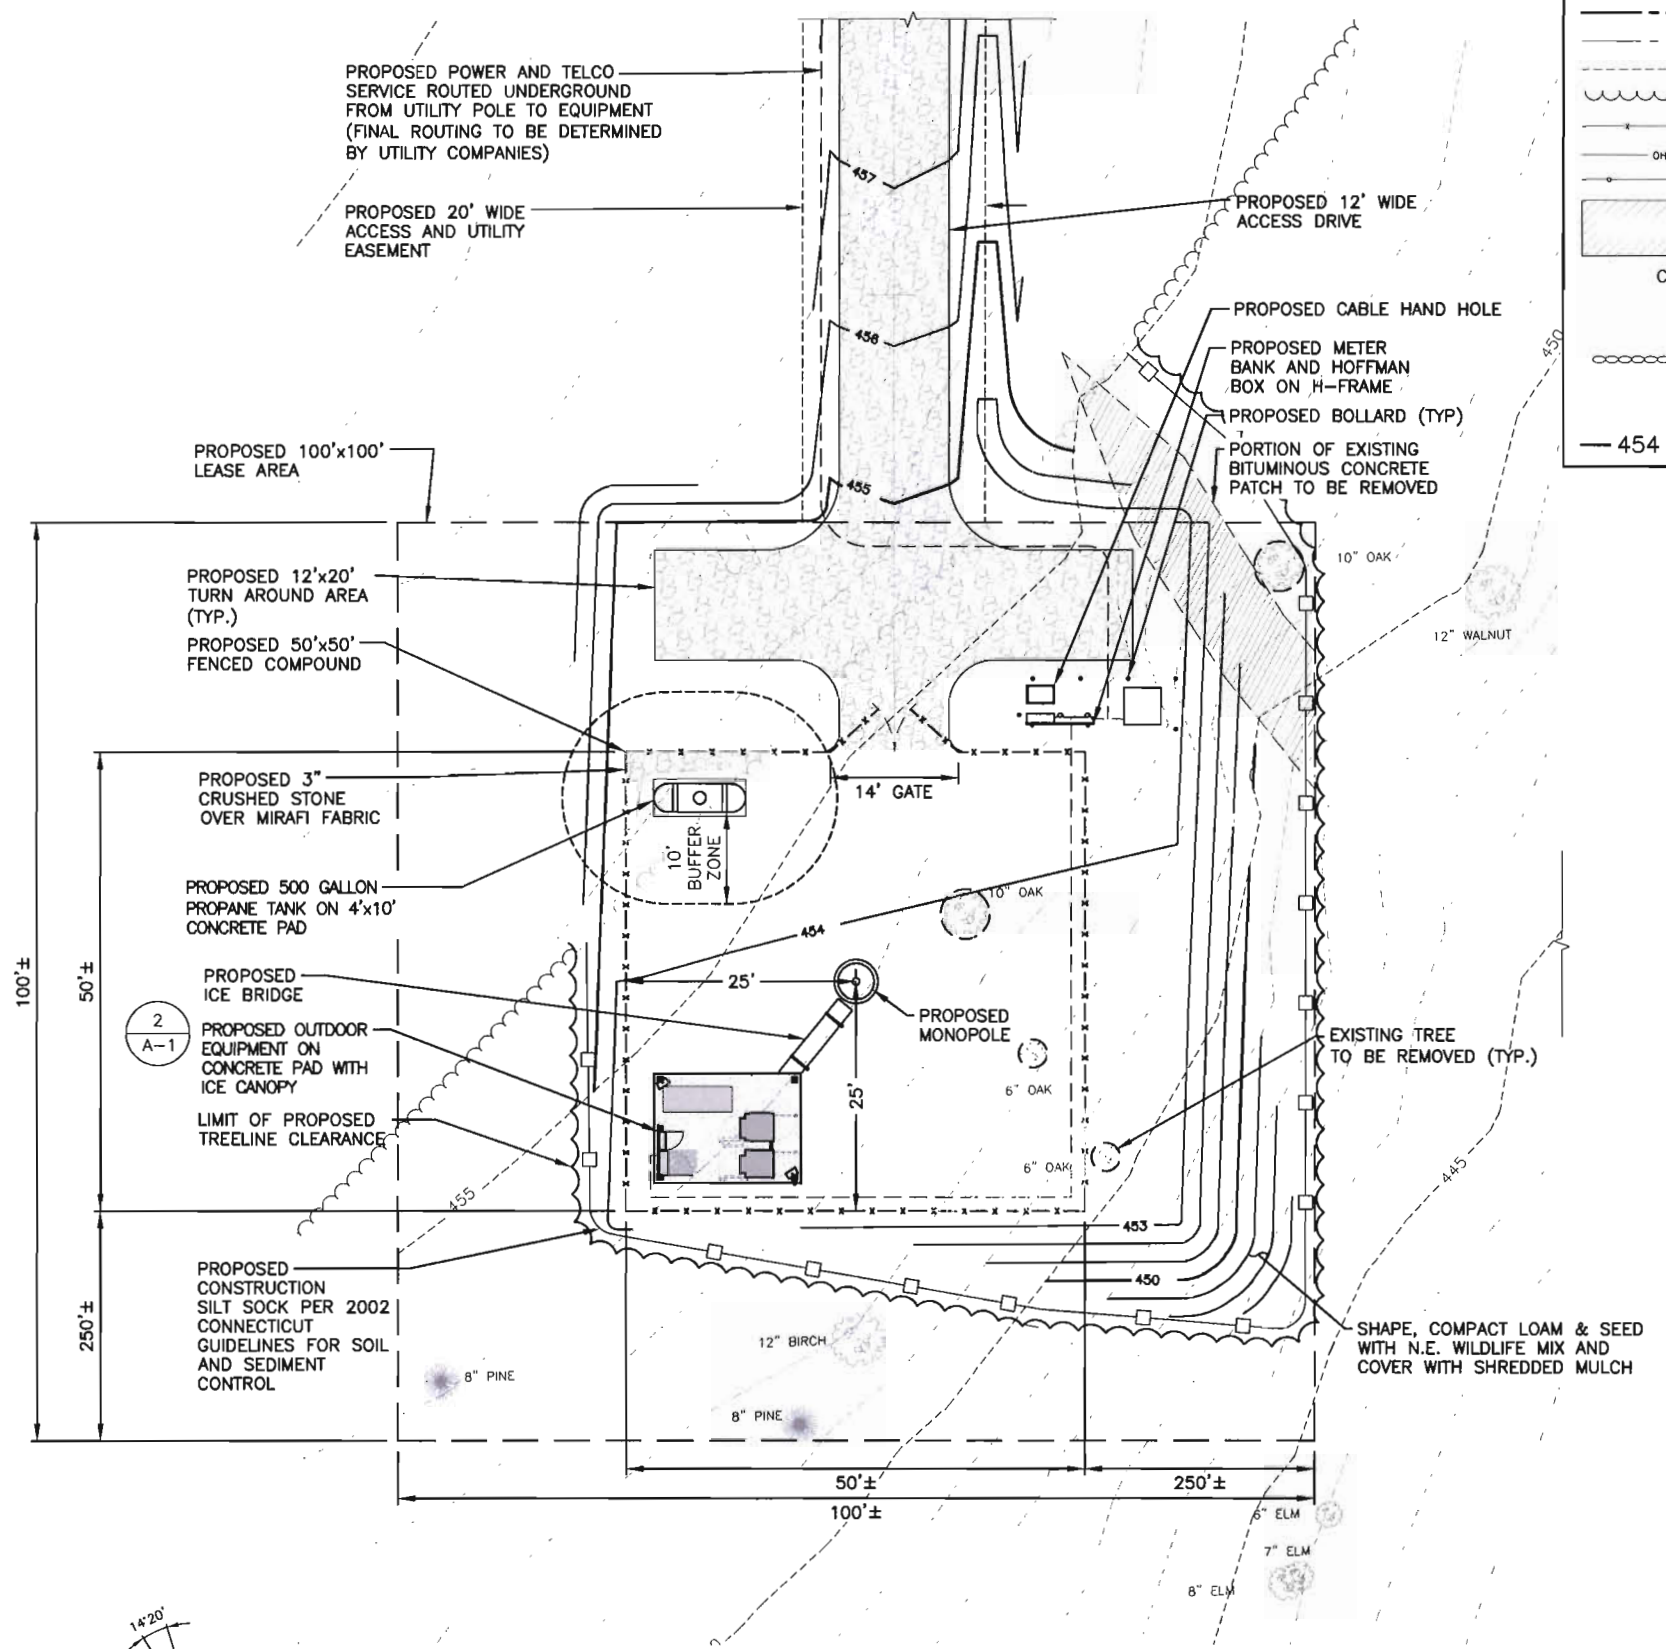 PROPOSED POWER AND TELCO
SERVICE ROUTED UNDERGROUND
FROM UTILITY POLE TO EQUIPMENT
(FINAL ROUTING TO BE DETERMINED
BY UTILITY COMPANIES)
OH
457
PROPOSED 20' WIDE
ACCESS AND UTILITY
EASEMENT
PROPOSED 12' WIDE
ACCESS DRIVE
PROPOSED CABLE HAND HOLE
456
450
PROPOSED METER
BANK AND HOFFMAN
BOX ON H-FRAME
PROPOSED BOLLARD (TYP)
454
PROPOSED 100'x100'
LEASE AREA
PORTION OF EXISTING
BITUMINOUS CONCRETE
PATCH TO BE REMOVED
455
10" OAK
PROPOSED 12'x20'
TURN AROUND AREA
(TYP.)
12" WALNUT
PROPOSED 50'x50'
FENCED COMPOUND
PROPOSED 3"
CRUSHED STONE
OVER MIRAFI FABRIC
14' GATE
10'
BUFFER
ZONE
PROPOSED 500 GALLON
PROPANE TANK ON 4'x10'
CONCRETE PAD
10" OAK
454
PROPOSED
ICE BRIDGE
25'
100'±
50'±
2
A-1
PROPOSED OUTDOOR
EQUIPMENT ON
CONCRETE PAD WITH
ICE CANOPY
PROPOSED
MONOPOLE
EXISTING TREE
TO BE REMOVED (TYP.)
25'
6" OAK
LIMIT OF PROPOSED
TREELINE CLEARANCE
6" OAK
455
445
453
PROPOSED
CONSTRUCTION
SILT SOCK PER 2002
CONNECTICUT
GUIDELINES FOR SOIL
AND SEDIMENT
CONTROL
450
250'±
SHAPE, COMPACT LOAM & SEED
WITH N.E. WILDLIFE MIX AND
COVER WITH SHREDDED MULCH
12" BIRCH
8" PINE
8" PINE
50'±
250'±
100'±
6" ELM
7" ELM
8" ELM
14'20'